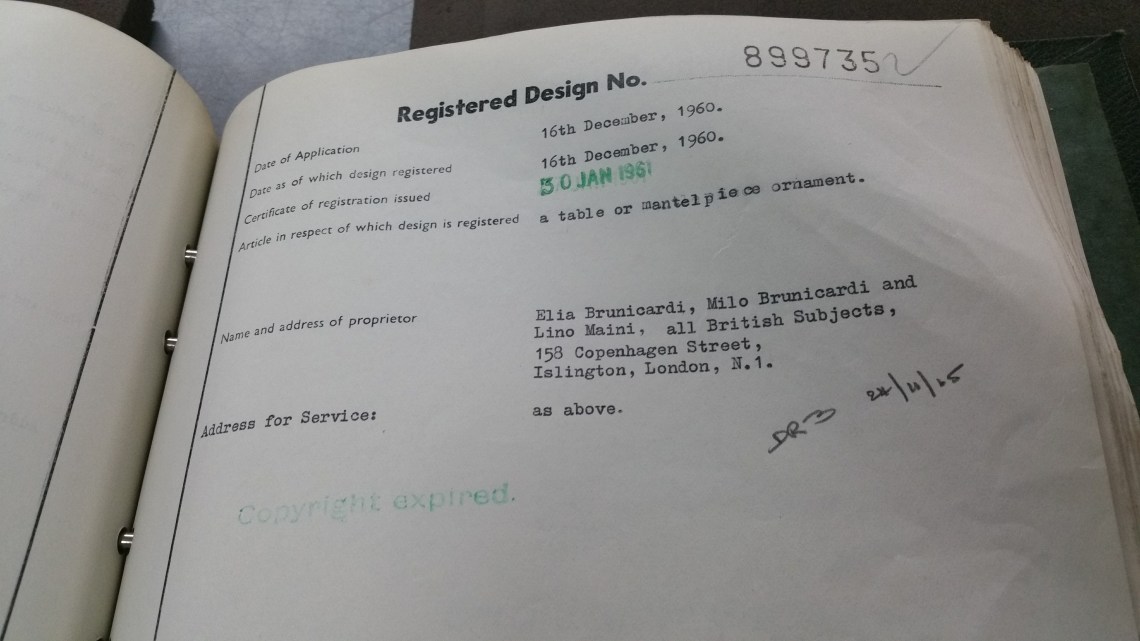 Registered Design No. 899735
Date of Application 16th December, 1960.
Date as of which design registered 16th December, 1960.
Certificate of registration issued 30 JAN 1961
Article in respect of which design is registered a table or mantelpiece ornament.
Name and address of proprietor Elia Brunicardi, Milo Brunicardi and
Lino Maini, all British Subjects,
158 Copenhagen Street,
Islington, London, N.1.
Address for Service: as above.
Copyright expired.